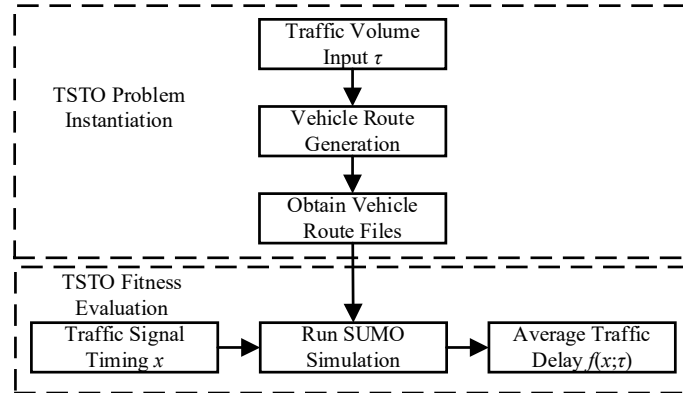 Traffic Volume
Input τ
TSTO Problem
Instantiation
Vehicle Route
Generation
Obtain Vehicle
Route Files
TSTO Fitness
Evaluation
Traffic Signal
Timing x
Run SUMO
Simulation
Average Traffic
Delay f(x;τ)